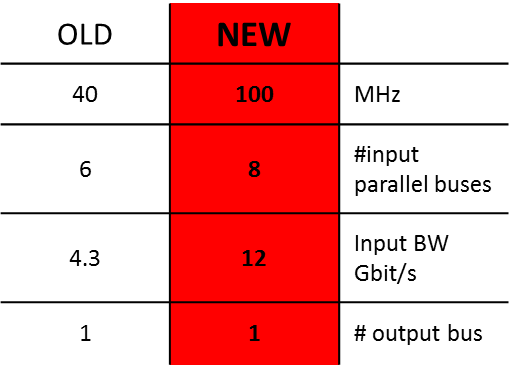 OLD NEW
40 100 MHz
6 8 #input
parallel buses
4.3 12 Input BW
Gbit/s
1 1 # output bus